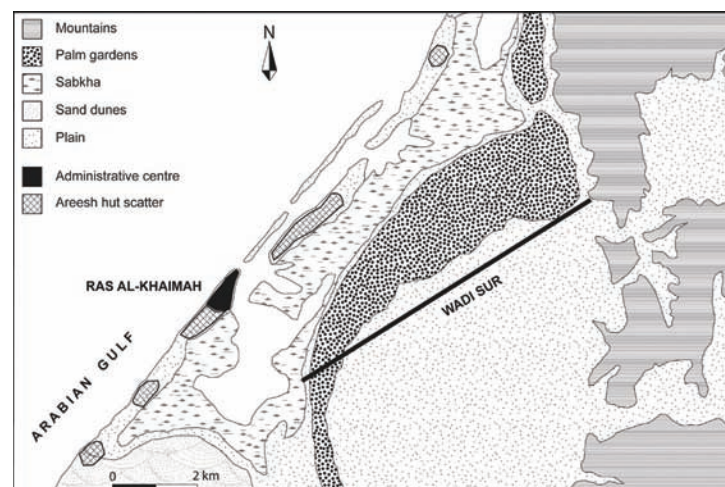 Mountains
Palm gardens
Sabkha
Sand dunes
Plain
Administrative centre
Areesh hut scatter
N
RAS AL-KHAIMAH
WADI SUR
ARABIAN GULF
0 2 km